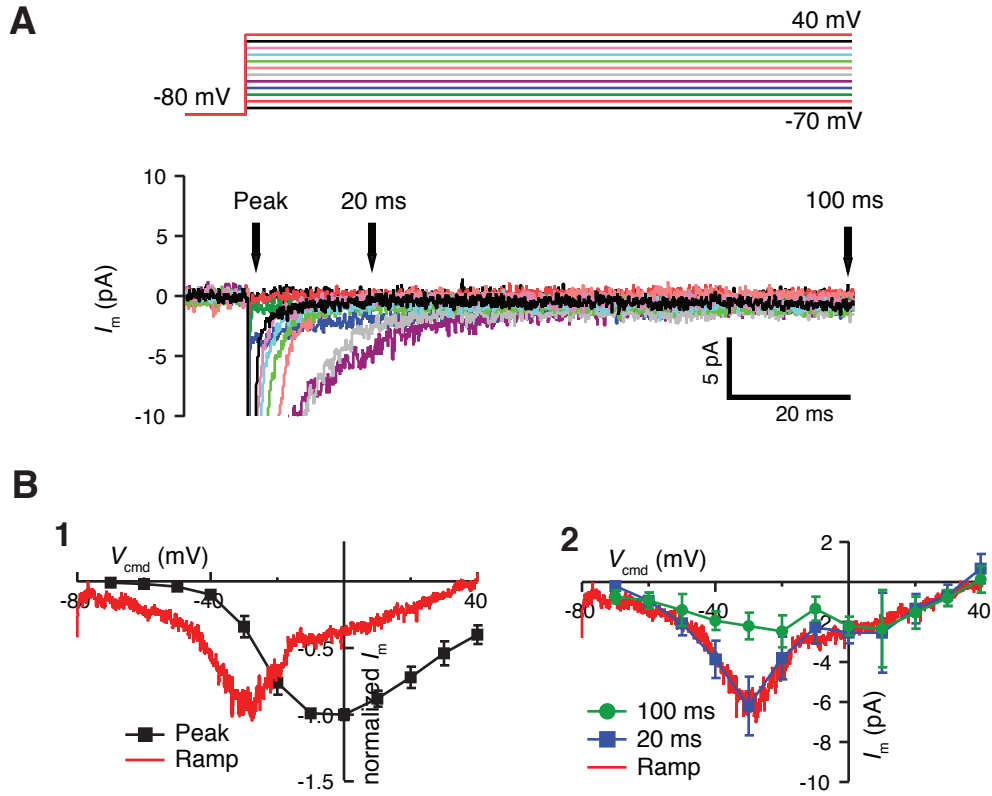 A
40 mV
-80 mV
-70 mV
10
5
0
-5
-10
Im (pA)
Peak
20 ms
100 ms
5 pA
20 ms
B
1
Vcmd (mV)
-80
-40
40
-0.5
-1.0
-1.5
normalized Im
Peak
Ramp
2
Vcmd (mV)
-80
-40
40
2
-2
-4
-6
-8
-10
Im (pA)
100 ms
20 ms
Ramp